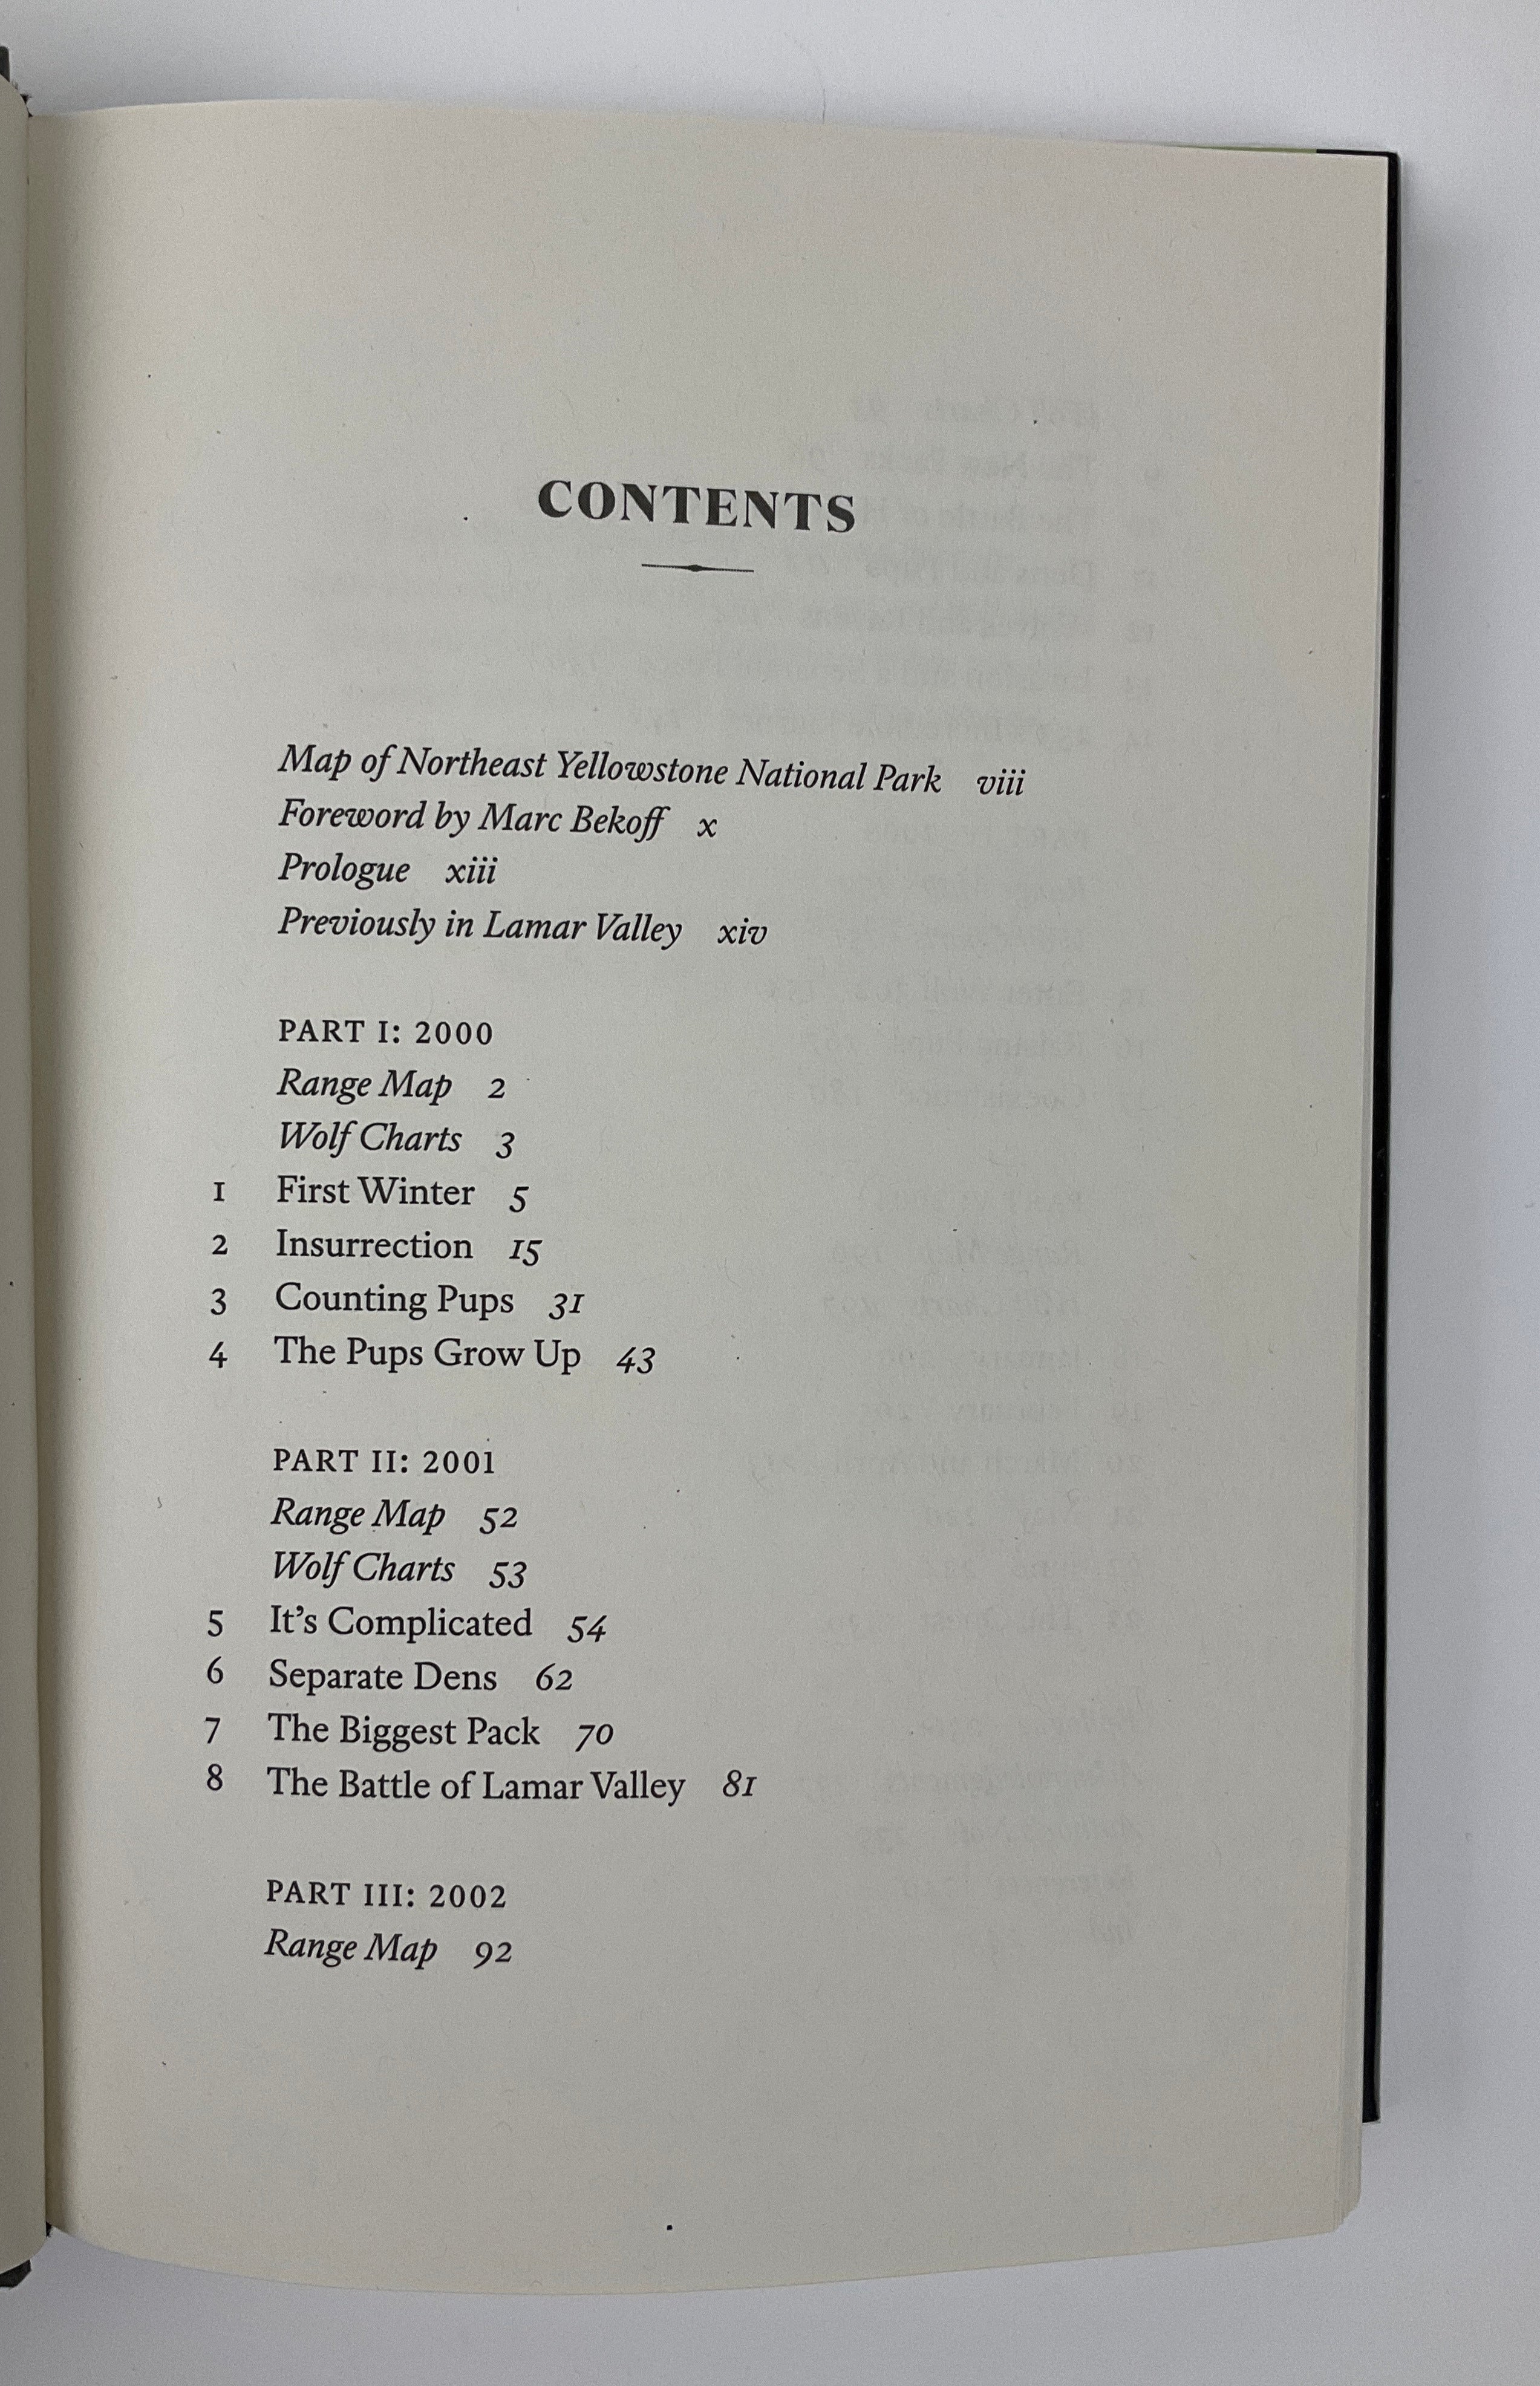 CONTENTS
Map of Northeast Yellowstone National Park viii
Foreword by Marc Bekoff x
Prologue xiii
Previously in Lamar Valley xiv
PART I: 2000
Range Map 2
Wolf Charts 3
1 First Winter 5
2 Insurrection 15
3 Counting Pups 31
4 The Pups Grow Up 43
PART II: 2001
Range Map 52
Wolf Charts 53
5 It's Complicated 54
6 Separate Dens 62
7 The Biggest Pack 70
8 The Battle of Lamar Valley 81
PART III: 2002
Range Map 92